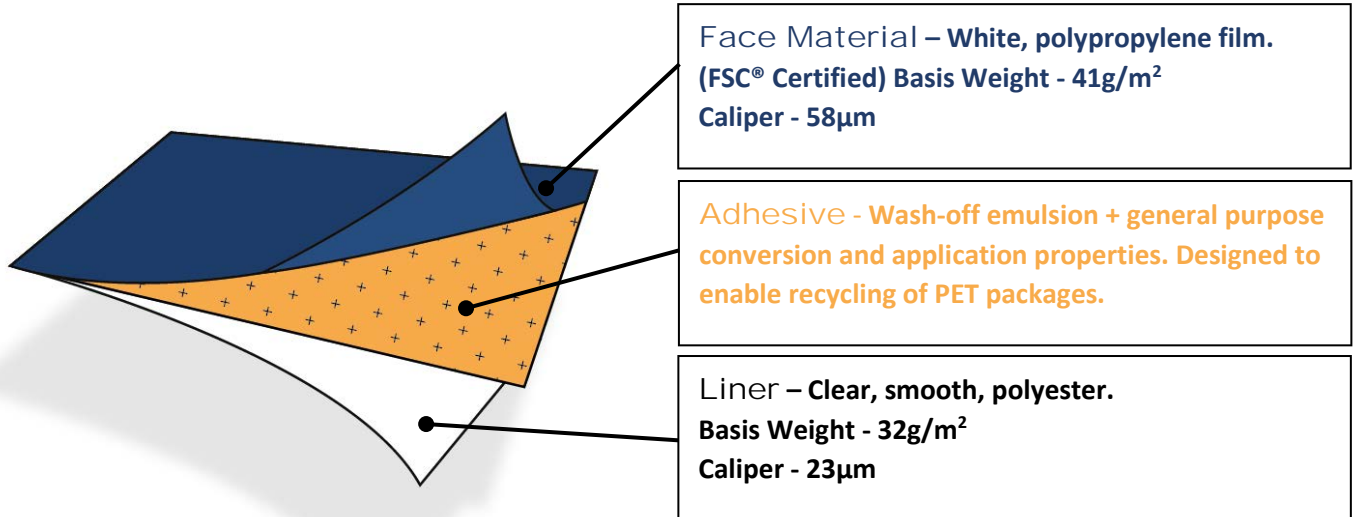 Face Material – White, polypropylene film.
(FSC® Certified) Basis Weight - 41g/m²
Caliper - 58µm
Adhesive - Wash-off emulsion + general purpose
conversion and application properties. Designed to
enable recycling of PET packages.
Liner – Clear, smooth, polyester.
Basis Weight - 32g/m²
Caliper - 23µm